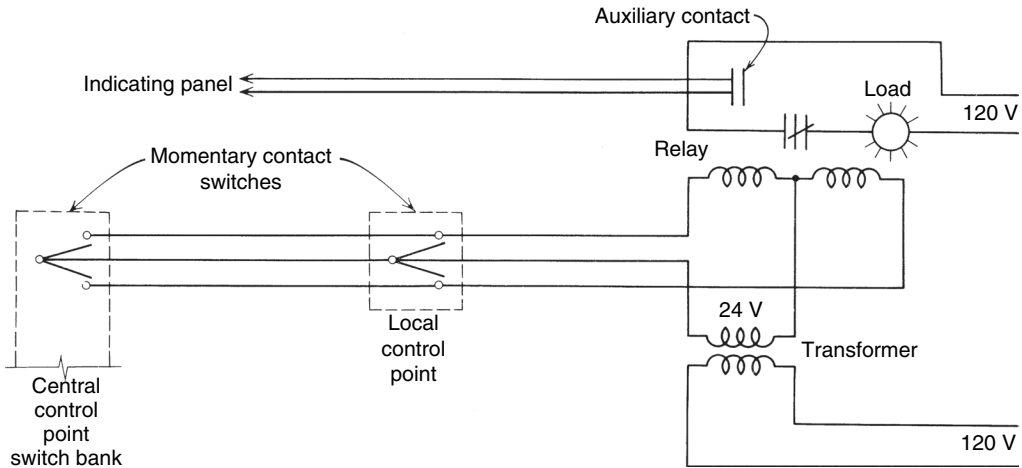 Auxiliary contact
Indicating panel
Load
120 V
Relay
Momentary contact
switches
24 V
Local
control
point
Transformer
Central
control
point
switch bank
120 V